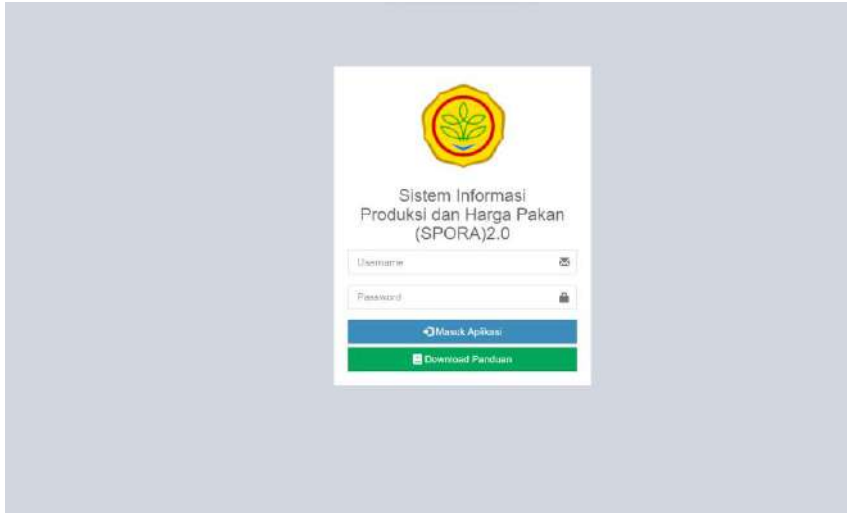 Sistem Informasi
Produksi dan Harga Pakan
(SPORA)2.0
Username
Password
Masuk Aplikasi
Download Panduan